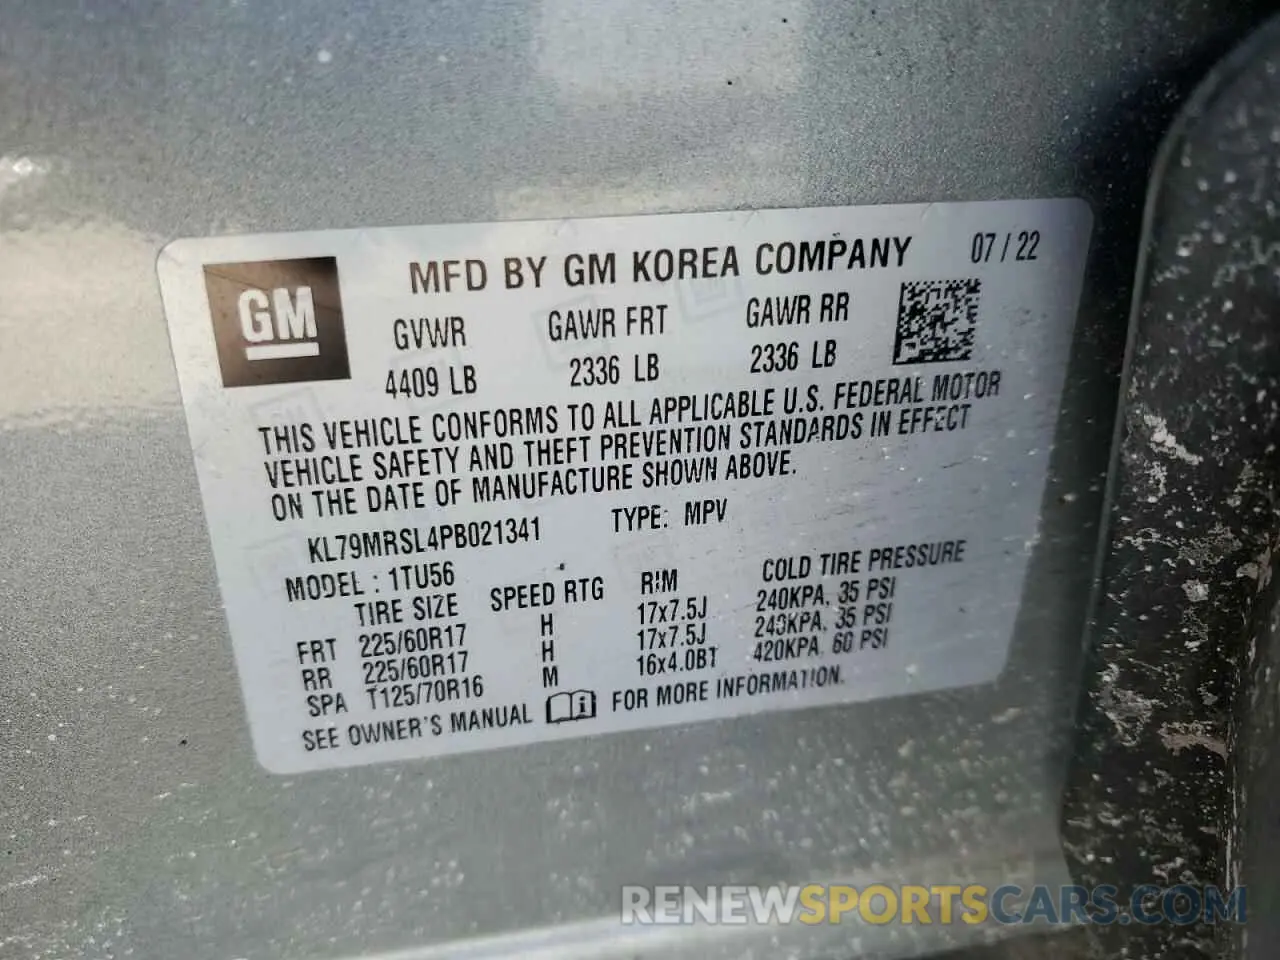 GM
MFD BY GM KOREA COMPANY 07 / 22
GVWR GAWR FRT GAWR RR
4409 LB 2336 LB 2336 LB
THIS VEHICLE CONFORMS TO ALL APPLICABLE U.S. FEDERAL MOTOR
VEHICLE SAFETY AND THEFT PREVENTION STANDARDS IN EFFECT
ON THE DATE OF MANUFACTURE SHOWN ABOVE.
KL79MRSL4PB021341 TYPE: MPV
MODEL : 1TU56
TIRE SIZE SPEED RTG RIM COLD TIRE PRESSURE
FRT 225/60R17 H 17x7.5J 240KPA, 35 PSI
RR 225/60R17 H 17x7.5J 240KPA, 35 PSI
SPA T125/70R16 M 16x4.0BT 420KPA, 60 PSI
SEE OWNER'S MANUAL FOR MORE INFORMATION.
RENEWSPORTSCARS.COM